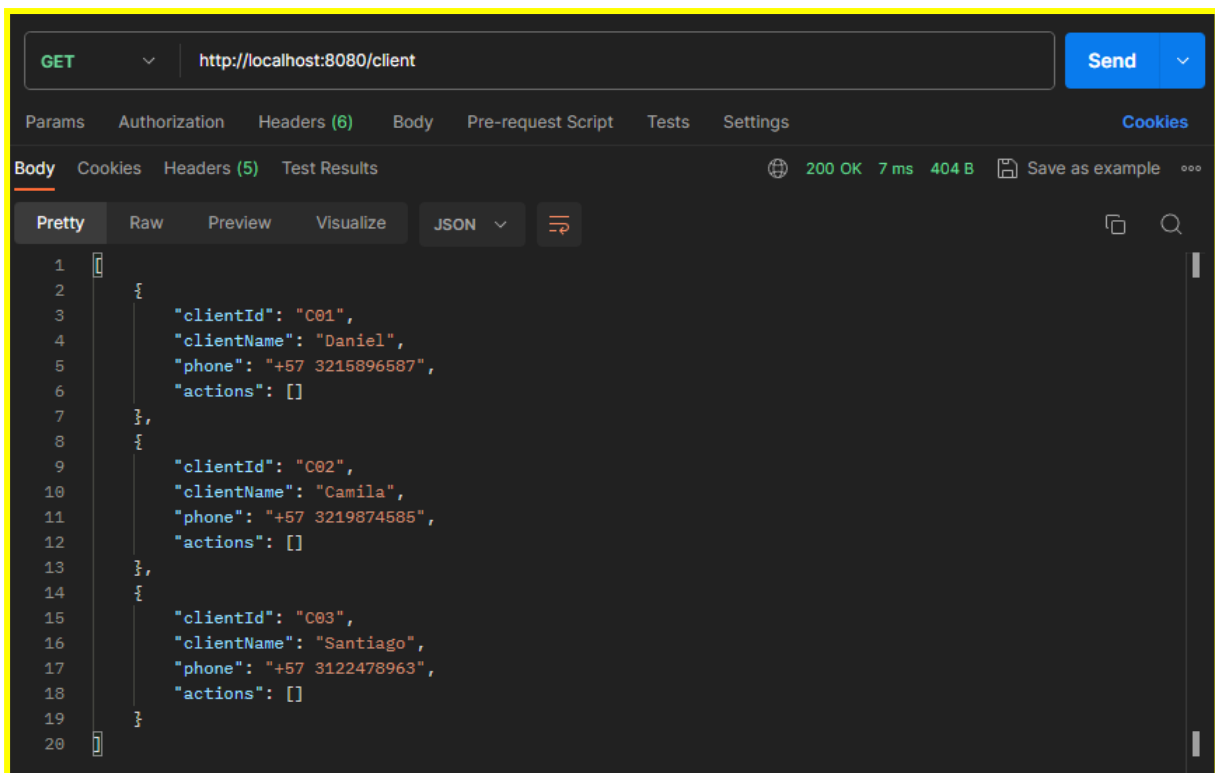 GET http://localhost:8080/client Send
Params Authorization Headers (6) Body Pre-request Script Tests Settings Cookies
Body Cookies Headers (5) Test Results 200 OK 7 ms 404 B Save as example
Pretty Raw Preview Visualize JSON
1 [
2 {
3 "clientId": "C01",
4 "clientName": "Daniel",
5 "phone": "+57 3215896587",
6 "actions": []
7 },
8 {
9 "clientId": "C02",
10 "clientName": "Camila",
11 "phone": "+57 3219874585",
12 "actions": []
13 },
14 {
15 "clientId": "C03",
16 "clientName": "Santiago",
17 "phone": "+57 3122478963",
18 "actions": []
19 }
20 ]